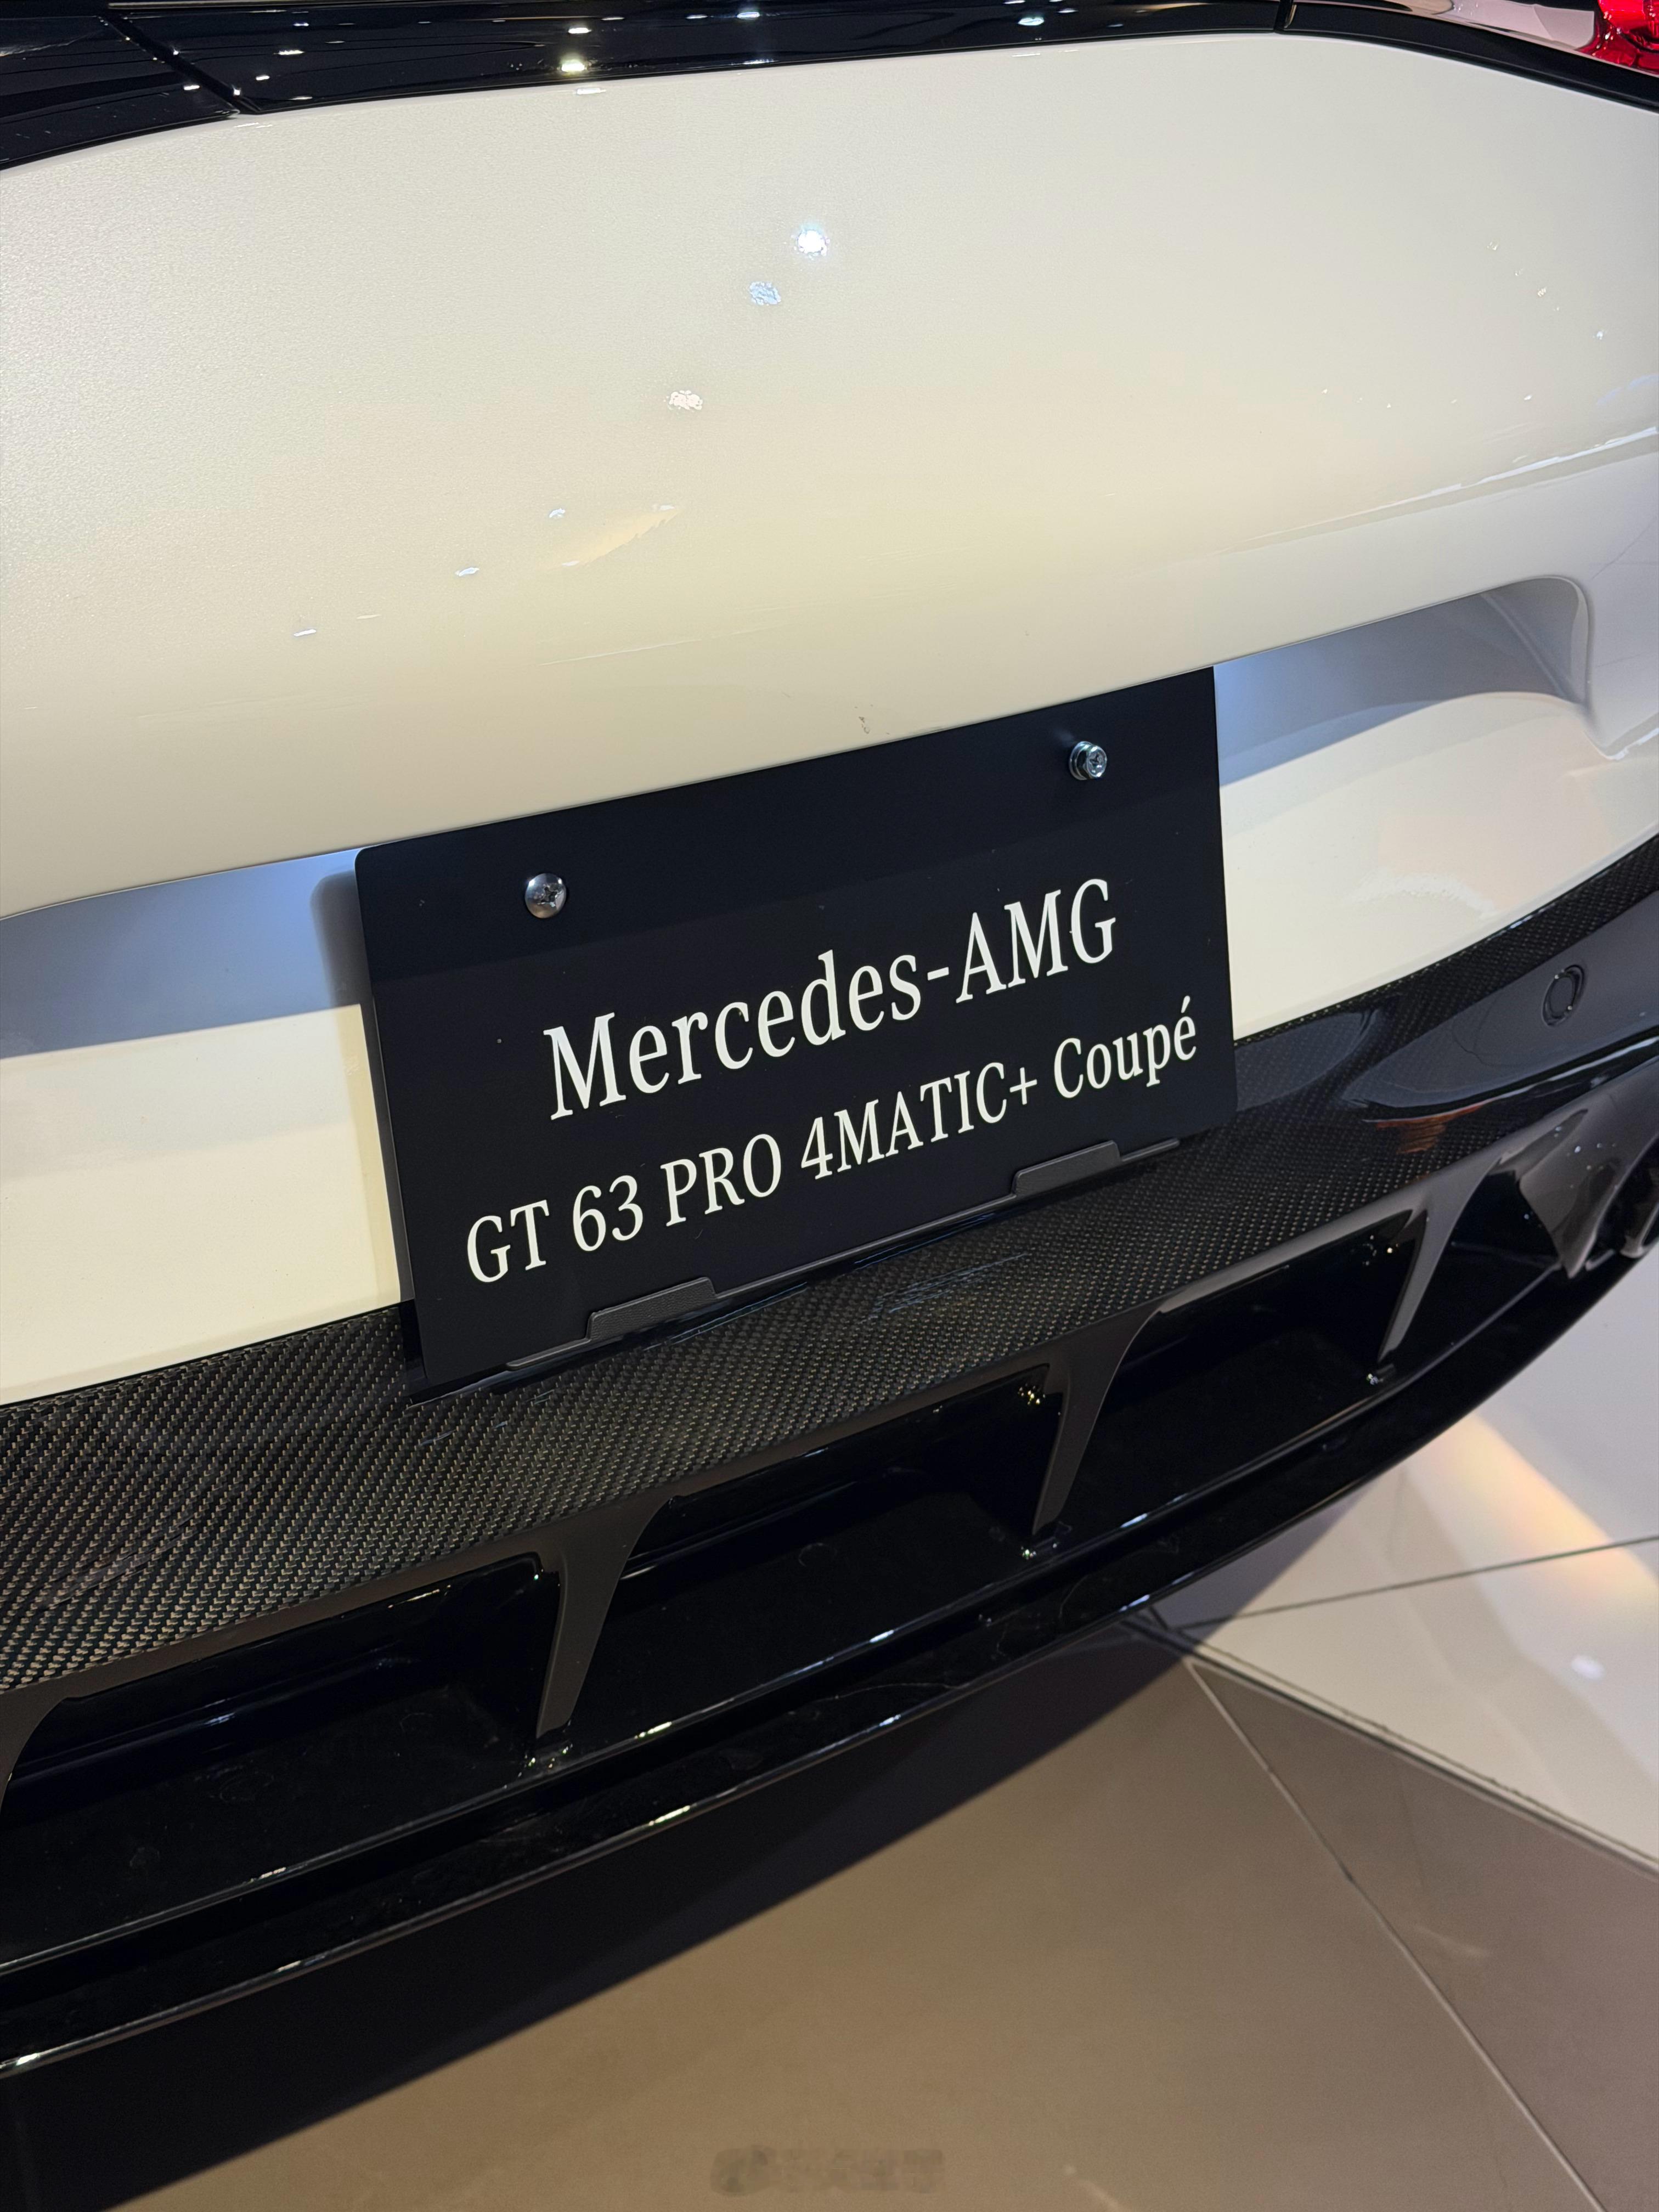 Mercedes-AMG
GT 63 PRO 4MATIC+ Coupé